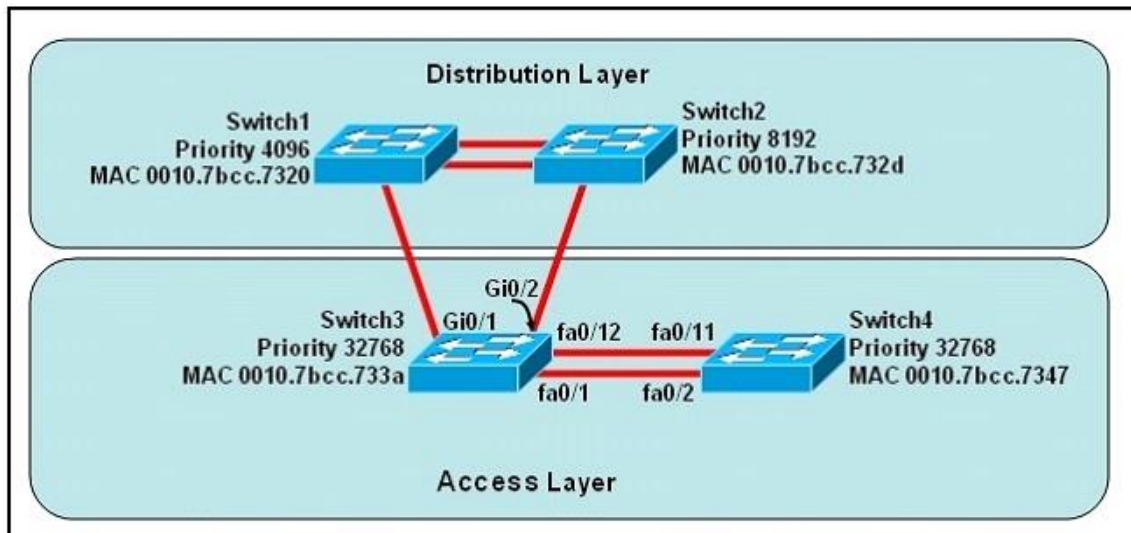 Distribution Layer
Switch1
Priority 4096
MAC 0010.7bcc.7320
Switch2
Priority 8192
MAC 0010.7bcc.732d
Gi0/2
Switch3
Priority 32768
MAC 0010.7bcc.733a
Gi0/1
fa0/12
fa0/11
fa0/1
fa0/2
Switch4
Priority 32768
MAC 0010.7bcc.7347
Access Layer